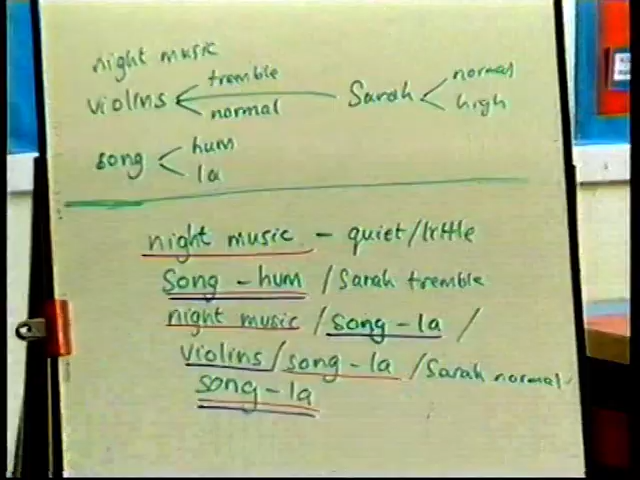 night music
tremble
violins
normal
Sarah
normal
high
song
hum
la
night music - quiet/little
Song - hum / Sarah tremble
night music / song - la /
violins / song - la / Sarah normal
song - la